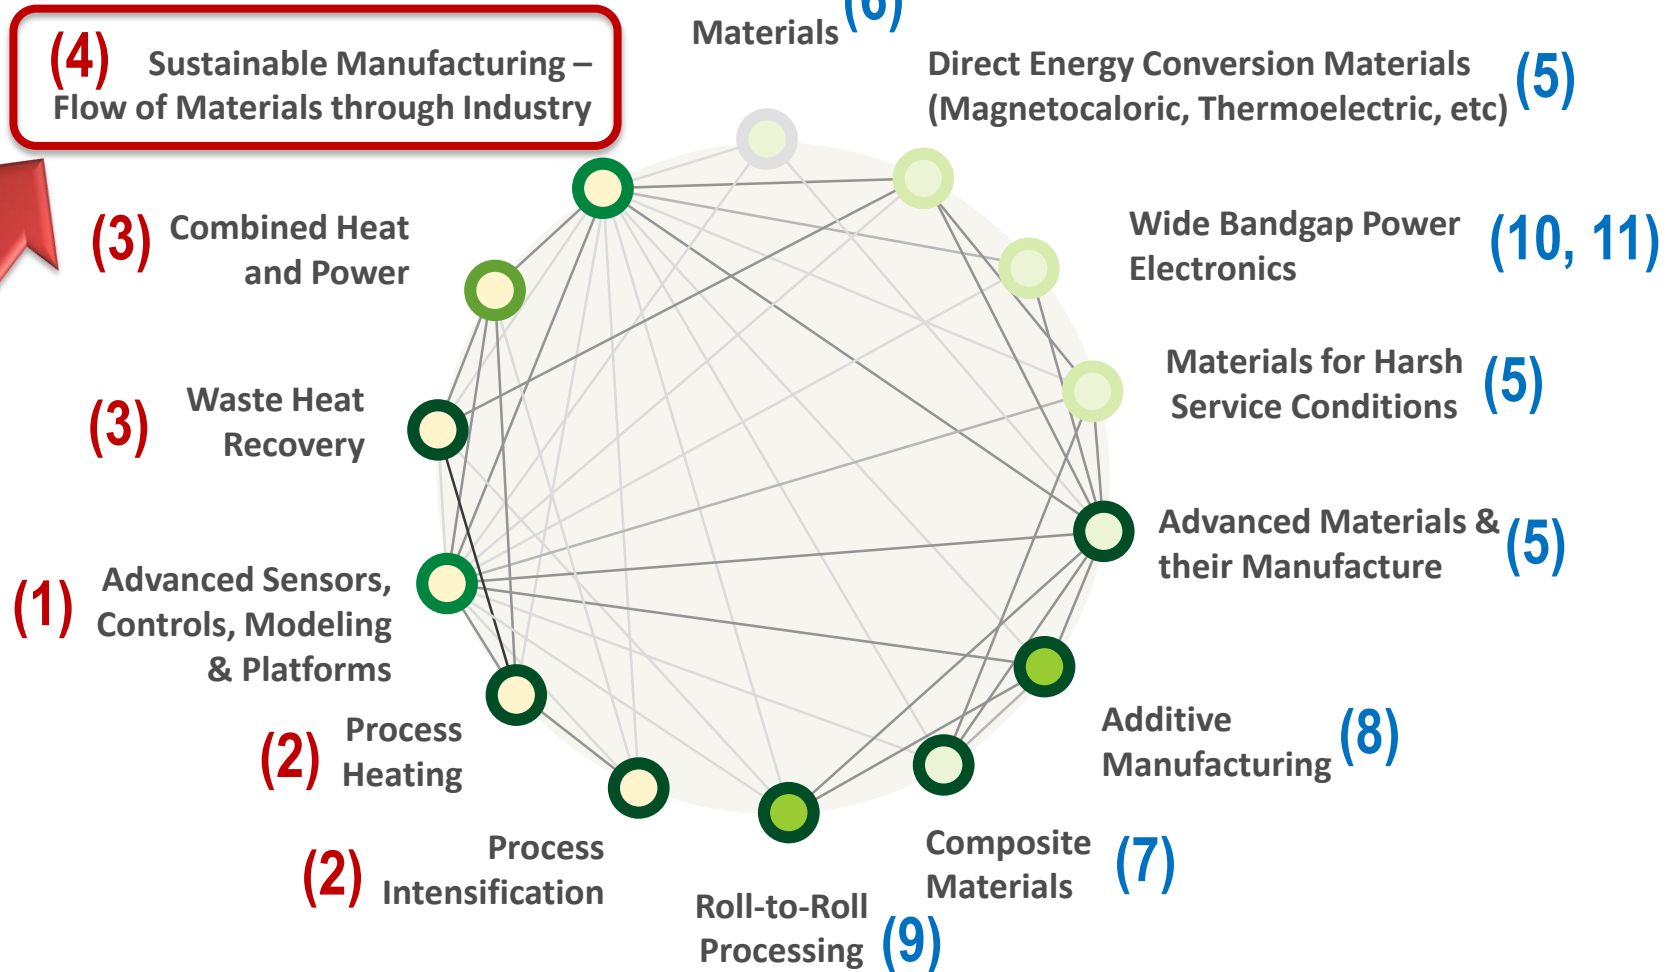 Materials (6)
(4) Sustainable Manufacturing –
Flow of Materials through Industry
Direct Energy Conversion Materials
(Magnetocaloric, Thermoelectric, etc) (5)
(3) Combined Heat
and Power
Wide Bandgap Power
Electronics
(10, 11)
(3) Waste Heat
Recovery
Materials for Harsh
Service Conditions
(5)
(1) Advanced Sensors,
Controls, Modeling
& Platforms
Advanced Materials &
their Manufacture
(5)
(2) Process
Heating
Additive
Manufacturing
(8)
(2) Process
Intensification
Composite
Materials
(7)
Roll-to-Roll
Processing (9)